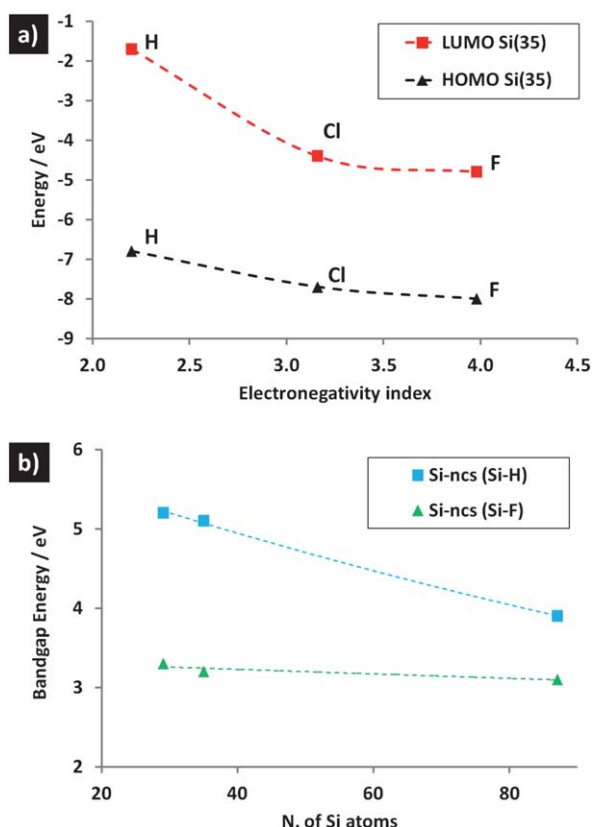 a)
-1
-2
-3
-4
-5
-6
-7
-8
-9
Energy / eV
H
Cl
F
H
Cl
F
LUMO Si(35)
HOMO Si(35)
2.0 2.5 3.0 3.5 4.0 4.5
Electronegativity index
b)
6
5
4
3
2
Bandgap Energy / eV
Si-ncs (Si-H)
Si-ncs (Si-F)
20 40 60 80
N. of Si atoms